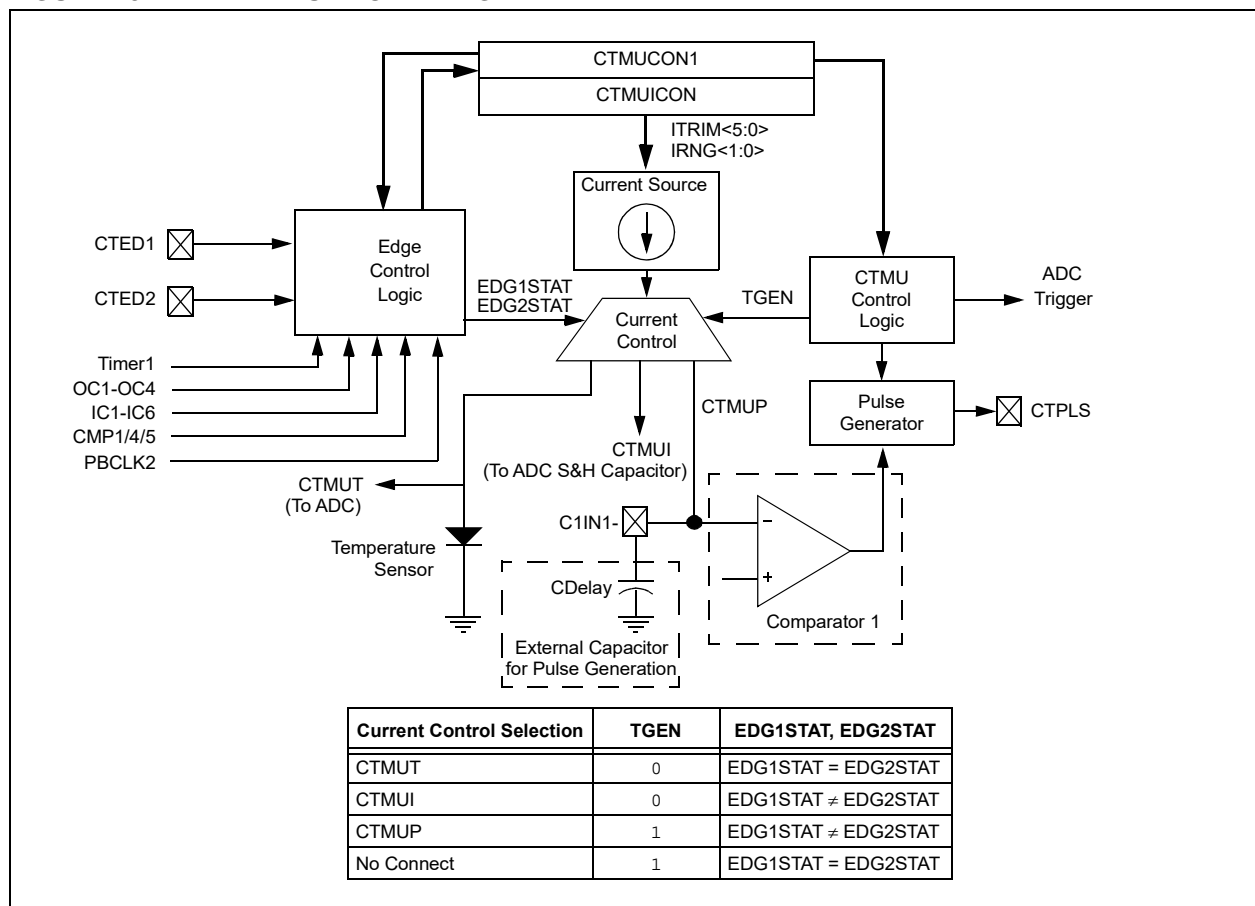 CTMUCON1
CTMUICON
ITRIM<5:0>
IRNG<1:0>
Current Source
CTED1
CTED2
Edge
Control
Logic
EDG1STAT
EDG2STAT
Current
Control
TGEN
CTMU
Control
Logic
ADC
Trigger
Timer1
OC1-OC4
IC1-IC6
CMP1/4/5
PBCLK2
CTMUP
Pulse
Generator
CTPLS
CTMUI
(To ADC S&H Capacitor)
CTMUT
(To ADC)
C1IN1-
–
+
Temperature
Sensor
CDelay
Comparator 1
External Capacitor
for Pulse Generation
Current Control Selection TGEN EDG1STAT, EDG2STAT
CTMUT 0 EDG1STAT = EDG2STAT
CTMUI 0 EDG1STAT ≠ EDG2STAT
CTMUP 1 EDG1STAT ≠ EDG2STAT
No Connect 1 EDG1STAT = EDG2STAT